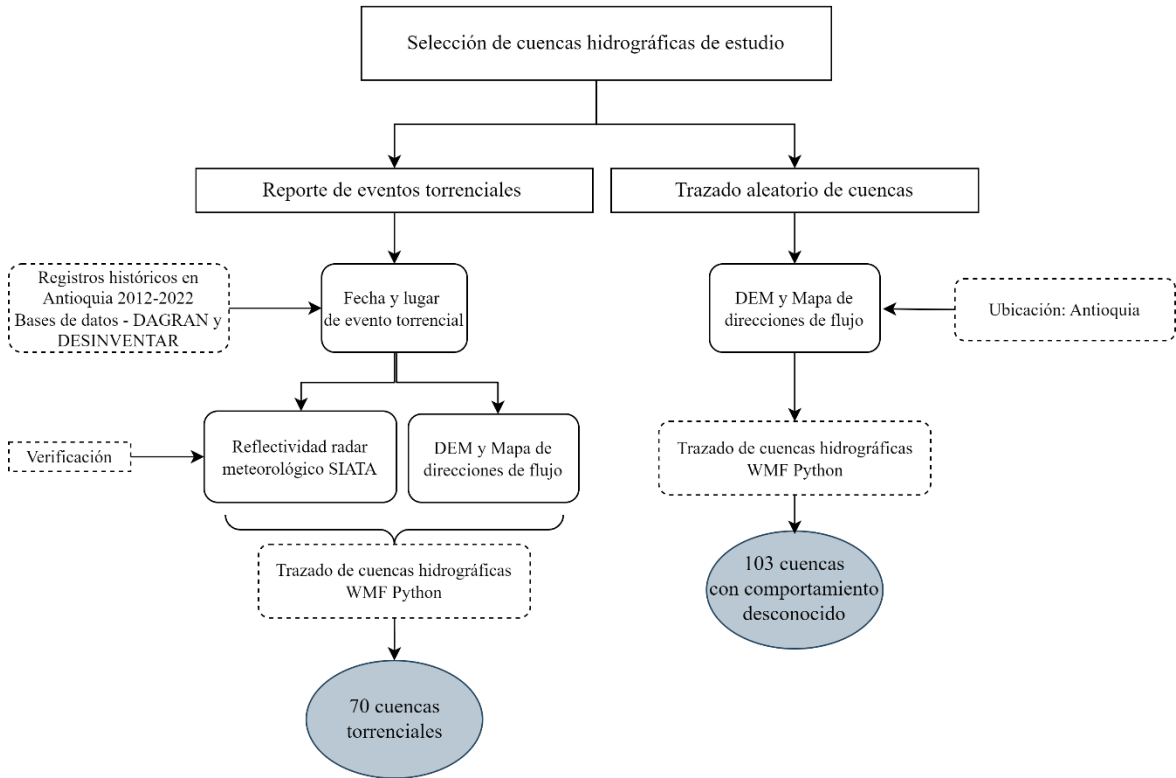 Selección de cuencas hidrográficas de estudio
Reporte de eventos torrenciales
Trazado aleatorio de cuencas
Registros históricos en
Antioquia 2012-2022
Bases de datos - DAGRAN y
DESINVENTAR
Fecha y lugar
de evento torrencial
DEM y Mapa de
direcciones de flujo
Ubicación: Antioquia
Verificación
Reflectividad radar
meteorológico SIATA
DEM y Mapa de
direcciones de flujo
Trazado de cuencas hidrográficas
WMF Python
Trazado de cuencas hidrográficas
WMF Python
103 cuencas
con comportamiento
desconocido
70 cuencas
torrenciales